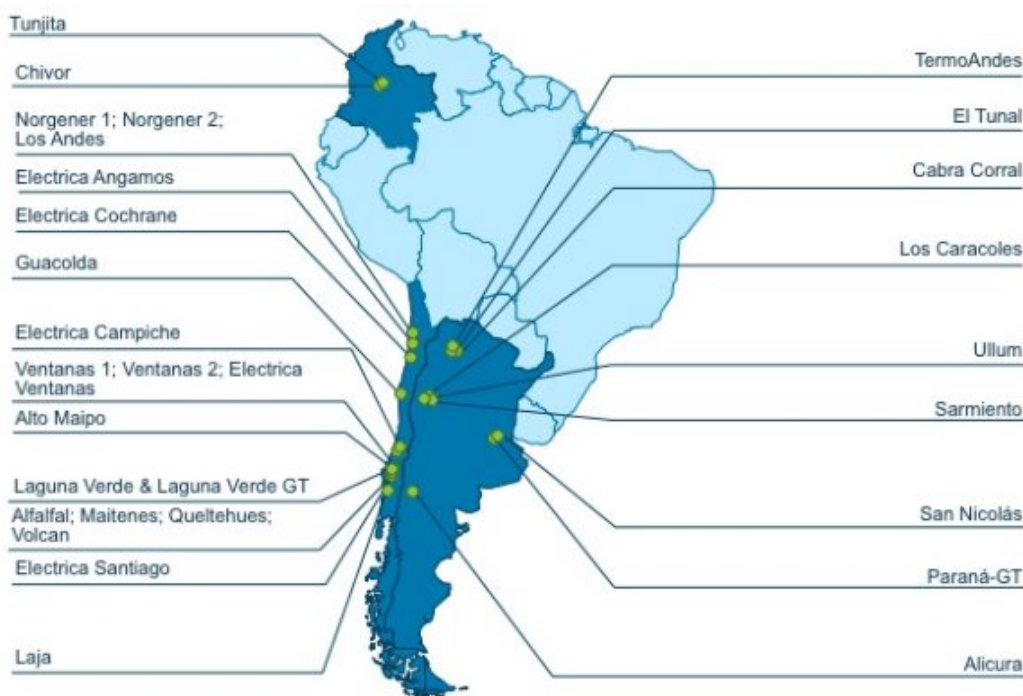 Tunjita
Chivor
Norgener 1; Norgener 2;
Los Andes
Electrica Angamos
Electrica Cochrane
Guacolda
Electrica Campiche
Ventanas 1; Ventanas 2; Electrica
Ventanas
Alto Maipo
Laguna Verde & Laguna Verde GT
Alfalfal; Maitenes; Queltehues;
Volcan
Electrica Santiago
Laja
TermoAndes
El Tunal
Cabra Corral
Los Caracoles
Ullum
Sarmiento
San Nicolás
Paraná-GT
Alicura